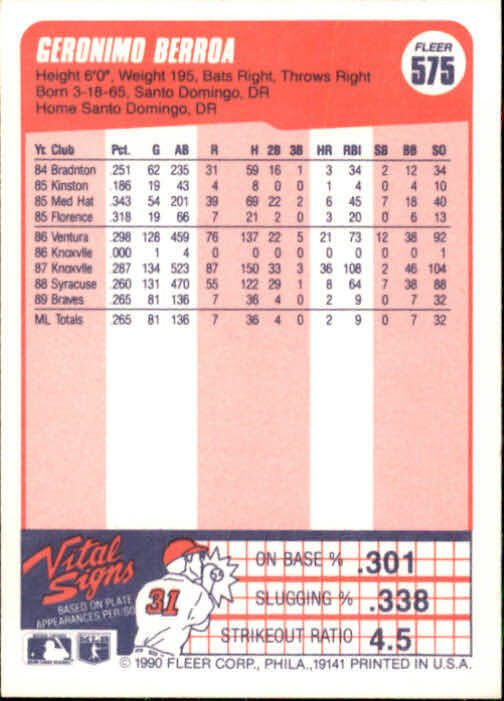 GERONIMO BERROA
FLEER
575
Height 6'0", Weight 195, Bats Right, Throws Right
Born 3-18-65, Santo Domingo, DR
Home Santo Domingo, DR
Yr. Club Pct. G AB R H 2B 3B HR RBI SB BB SO
84 Bradnton .251 62 235 31 59 16 1 3 34 2 12 34
85 Kinston .186 19 43 4 8 0 0 1 4 0 4 10
85 Med Hat .343 54 201 39 69 22 2 6 45 7 18 40
85 Florence .318 19 66 7 21 2 0 3 20 0 6 13
86 Ventura .298 128 459 76 137 22 5 21 73 12 38 92
86 Knoxvlle .000 1 4 0 0 0 0 0 0 0 0 1
87 Knoxvlle .287 134 523 87 150 33 3 36 108 2 46 104
88 Syracuse .260 131 470 55 122 29 1 8 64 7 38 88
89 Braves .265 81 136 7 36 4 0 2 9 0 7 32
ML Totals .265 81 136 7 36 4 0 2 9 0 7 32
Vital
Signs
BASED ON PLATE
APPEARANCES PER/SO
31
ON BASE % .301
SLUGGING % .338
STRIKEOUT RATIO 4.5
© 1990 FLEER CORP., PHILA., 19141 PRINTED IN U.S.A.